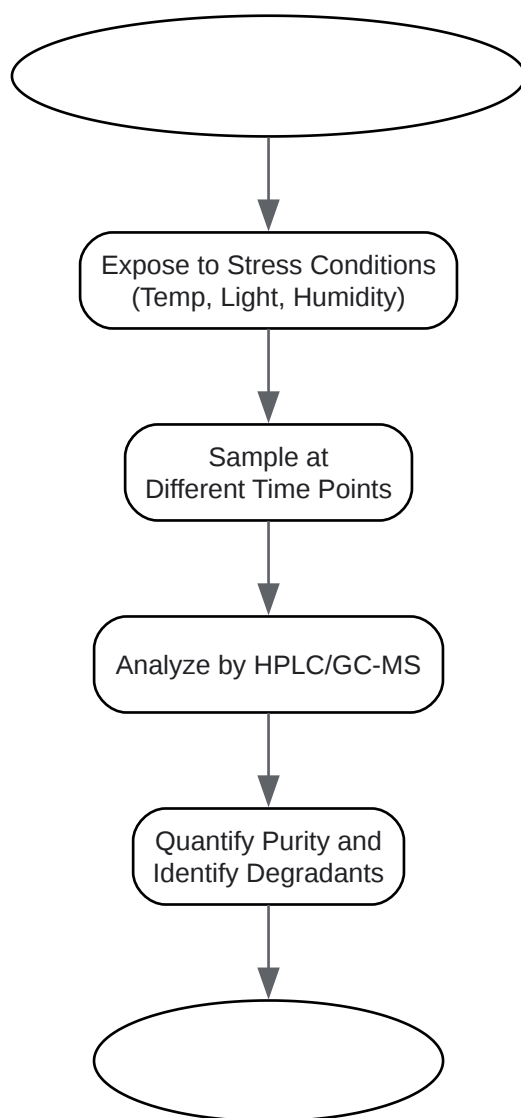 Expose to Stress Conditions
(Temp, Light, Humidity)
Sample at
Different Time Points
Analyze by HPLC/GC-MS
Quantify Purity and
Identify Degradants